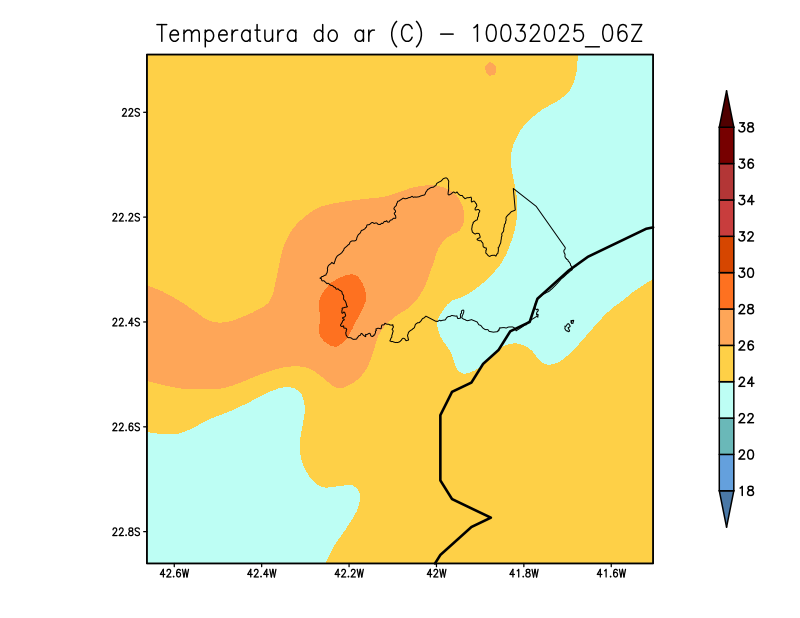 Temperatura do ar (C) - 10032025_06Z
22S
22.2S
22.4S
22.6S
22.8S
42.6W
42.4W
42.2W
42W
41.8W
41.6W
38
36
34
32
30
28
26
24
22
20
18